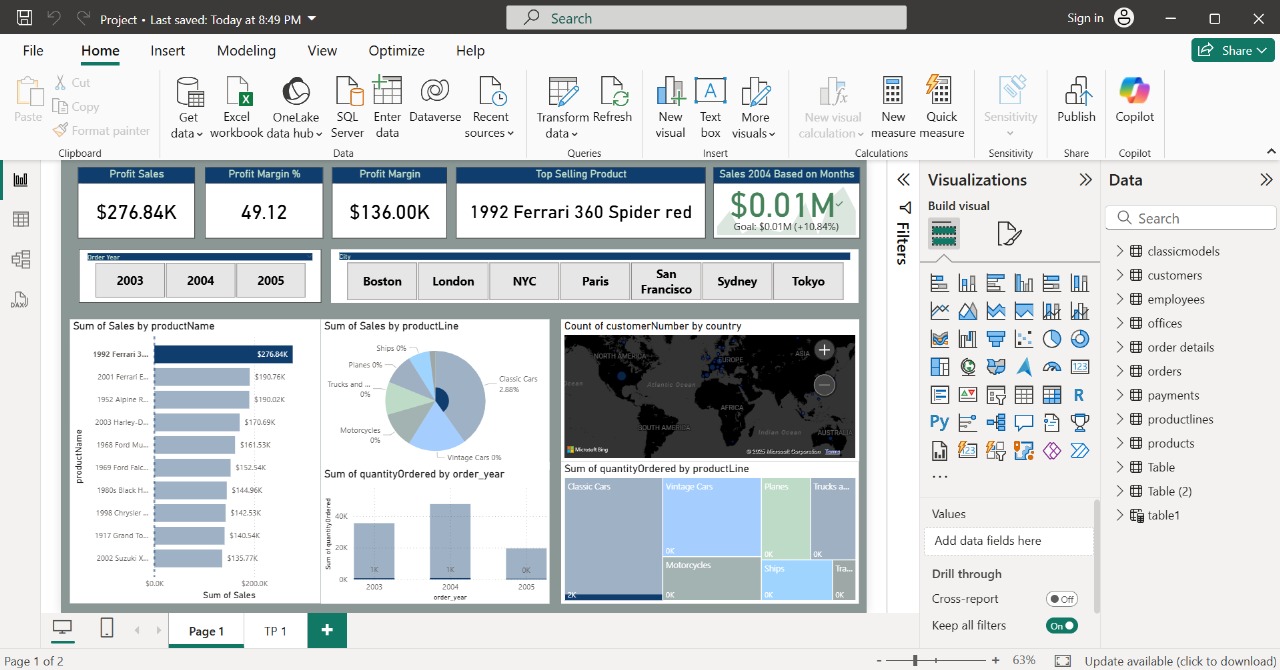 Project • Last saved: Today at 8:49 PM
Search
Sign in
File Home Insert Modeling View Optimize Help
Share
Paste
Cut
Copy
Format painter
Clipboard
Get data
Excel workbook
OneLake data hub
SQL Server
Enter data
Dataverse
Recent sources
Data
Transform data
Refresh
Queries
New visual
Text box
More visuals
Insert
New visual calculation
New measure
Quick measure
Calculations
Sensitivity
Sensitivity
Publish
Share
Copilot
Copilot
Profit Sales
$276.84K
Profit Margin %
49.12
Profit Margin
$136.00K
Top Selling Product
1992 Ferrari 360 Spider red
Sales 2004 Based on Months
$0.01M
Goal: $0.01M (+10.84%)
Order Year
2003 2004 2005
City
Boston London NYC Paris San Francisco Sydney Tokyo
Sum of Sales by productName
productName
1992 Ferrari 3... $276.84K
2001 Ferrari E... $190.76K
1952 Alpine R... $190.02K
2003 Harley-D... $170.69K
1968 Ford Mu... $161.53K
1969 Ford Falc... $152.54K
1980s Black H... $144.96K
1998 Chrysler ... $142.53K
1917 Grand To... $140.54K
2002 Suzuki X... $135.77K
$0.0K $200.0K
Sum of Sales
Sum of Sales by productLine
Ships 0%
Planes 0%
Trucks and ... 0%
Motorcycles 0%
Vintage Cars 0%
Classic Cars 2.88%
Sum of quantityOrdered by order_year
Sum of quantityOrdered
40K
20K
0K
1K 1K 0K
2003 2004 2005
order_year
Count of customerNumber by country
NORTH AMERICA
EUROPE
ASIA
Ocean
Atlantic Ocean
AFRICA
SOUTH AMERICA
Indian Ocean
AUSTRALIA
Microsoft Bing
© 2025 Microsoft Corporation Terms
Sum of quantityOrdered by productLine
Classic Cars
2K
Vintage Cars
0K
Motorcycles
0K
Planes
0K
Trucks a...
0K
Ships
0K
Tra...
0K
Filters
Visualizations
Build visual
123
R
Py
123
...
Values
Add data fields here
Drill through
Cross-report
Off
Keep all filters
On
Data
Search
classicmodels
customers
employees
offices
order details
orders
payments
productlines
products
Table
Table (2)
table1
DAX
Page 1
TP 1
Page 1 of 2
63%
Update available (click to download)